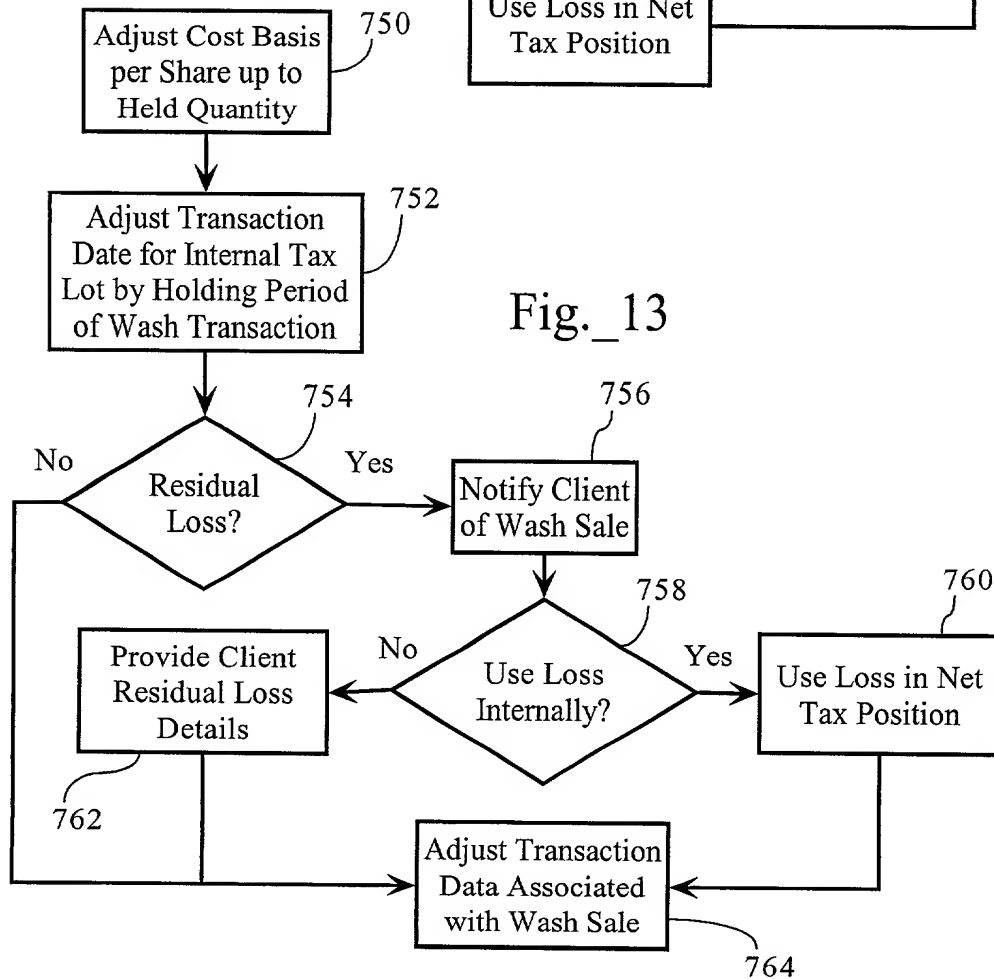 Use Loss in Net
Tax Position
750
Adjust Cost Basis
per Share up to
Held Quantity
752
Adjust Transaction
Date for Internal Tax
Lot by Holding Period
of Wash Transaction
Fig._13
754
756
No
Yes
Residual
Loss?
Notify Client
of Wash Sale
758
760
No
Yes
Provide Client
Residual Loss
Details
Use Loss
Internally?
Use Loss in Net
Tax Position
762
Adjust Transaction
Data Associated
with Wash Sale
764